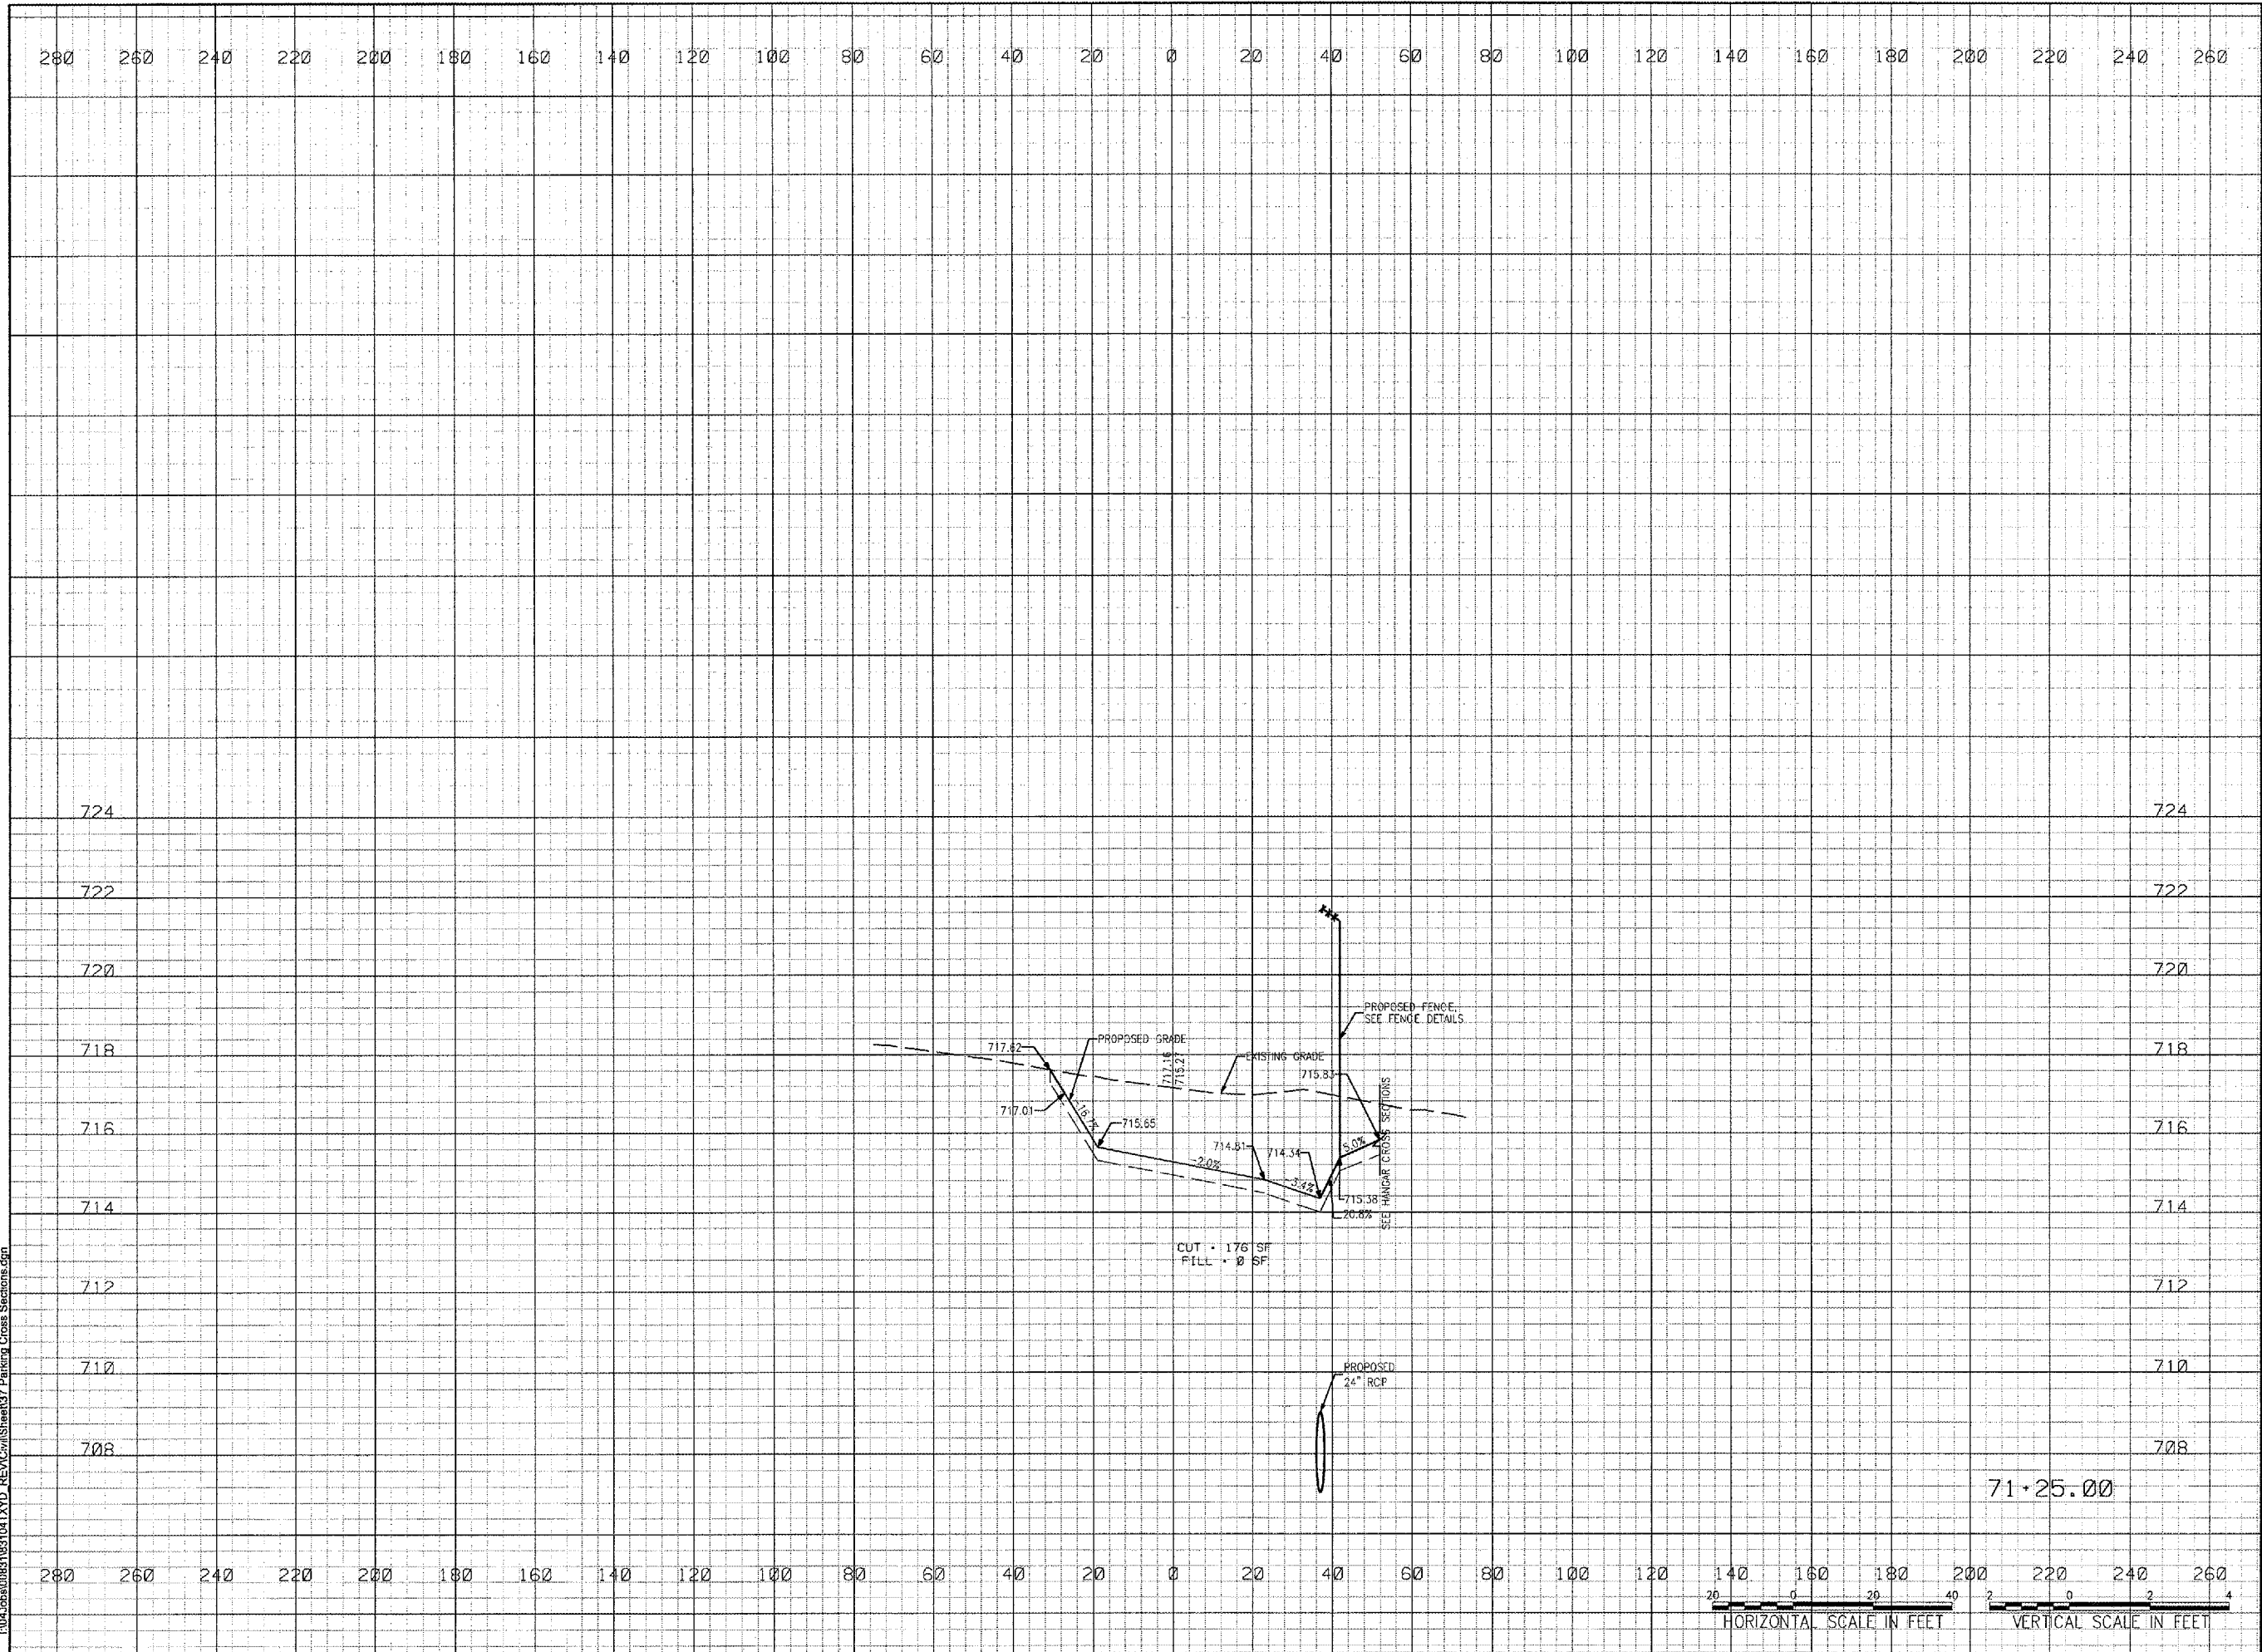 280 260 240 220 200 180 160 140 120 100 80 60 40 20 0 20 40 60 80 100 120 140 160 180 200 220 240 260
724 724
722 722
720 720
PROPOSED FENCE,
SEE FENCE DETAILS
718 718
717.62
PROPOSED GRADE
717.16
715.27
EXISTING GRADE
715.83
717.01
-16.7%
716 716
715.65
-2.0%
714.81
714.34
-3.4%
5.0%
SEE HANGAR CROSS SECTIONS
715.38
20.8%
714 714
CUT = 176 SF
FILL = 0 SF
712 712
710 710
PROPOSED
24" RCP
708 708
71+25.00
280 260 240 220 200 180 160 140 120 100 80 60 40 20 0 20 40 60 80 100 120 140 160 180 200 220 240 260
20 0 20 40
HORIZONTAL SCALE IN FEET
2 0 2 4
VERTICAL SCALE IN FEET